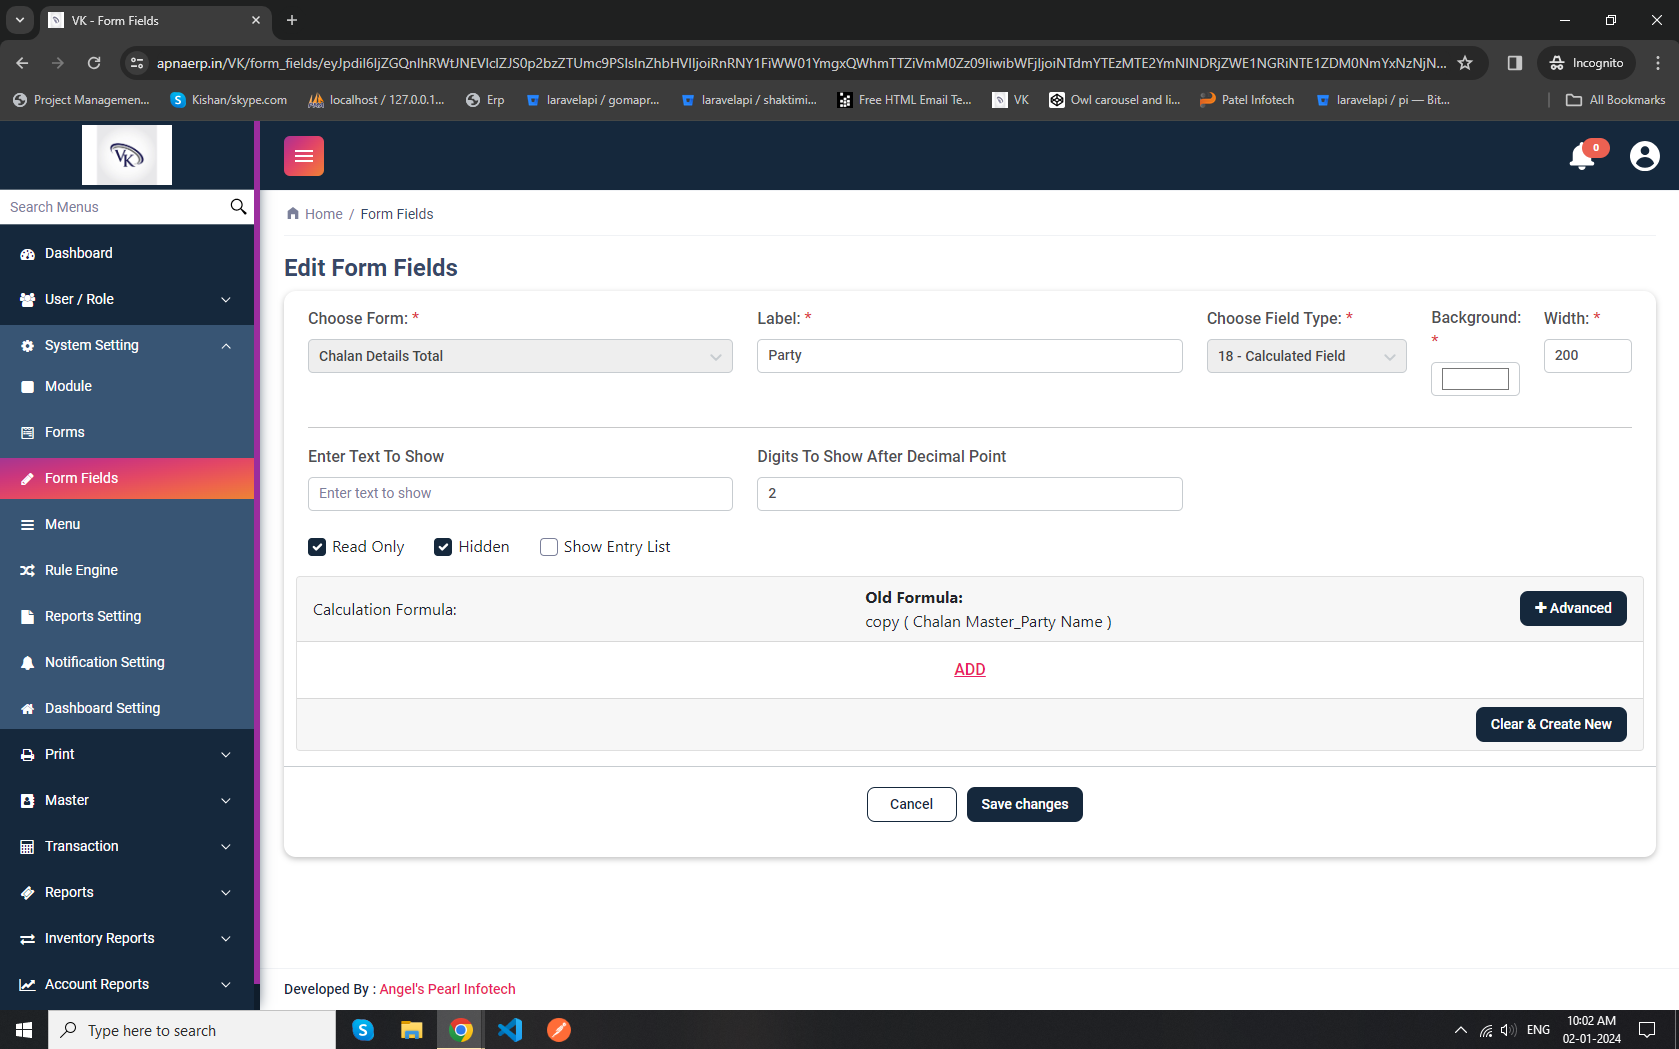 VK - Form Fields
apnaerp.in/VK/form_fields/
Incognito
Project Managemen...
Kishan/skype.com
localhost / 127.0.0.1...
Erp
laravelapi / gomapr...
laravelapi / shaktimi...
Free HTML Email Te...
VK
Owl carousel and li...
Patel Infotech
laravelapi / pi — Bit...
All Bookmarks
VK
0
Search Menus
Home / Form Fields
Dashboard
User / Role
System Setting
Module
Forms
Form Fields
Menu
Rule Engine
Reports Setting
Notification Setting
Dashboard Setting
Print
Master
Transaction
Reports
Inventory Reports
Account Reports
Edit Form Fields
Choose Form: *
Label: *
Choose Field Type: *
Background: *
Width: *
Chalan Details Total
Party
18 - Calculated Field
200
Enter Text To Show
Digits To Show After Decimal Point
Enter text to show
2
Read Only
Hidden
Show Entry List
Calculation Formula:
Old Formula:
copy ( Chalan Master_Party Name )
Advanced
ADD
Clear & Create New
Cancel
Save changes
Developed By : Angel's Pearl Infotech
Type here to search
ENG
10:02 AM
02-01-2024